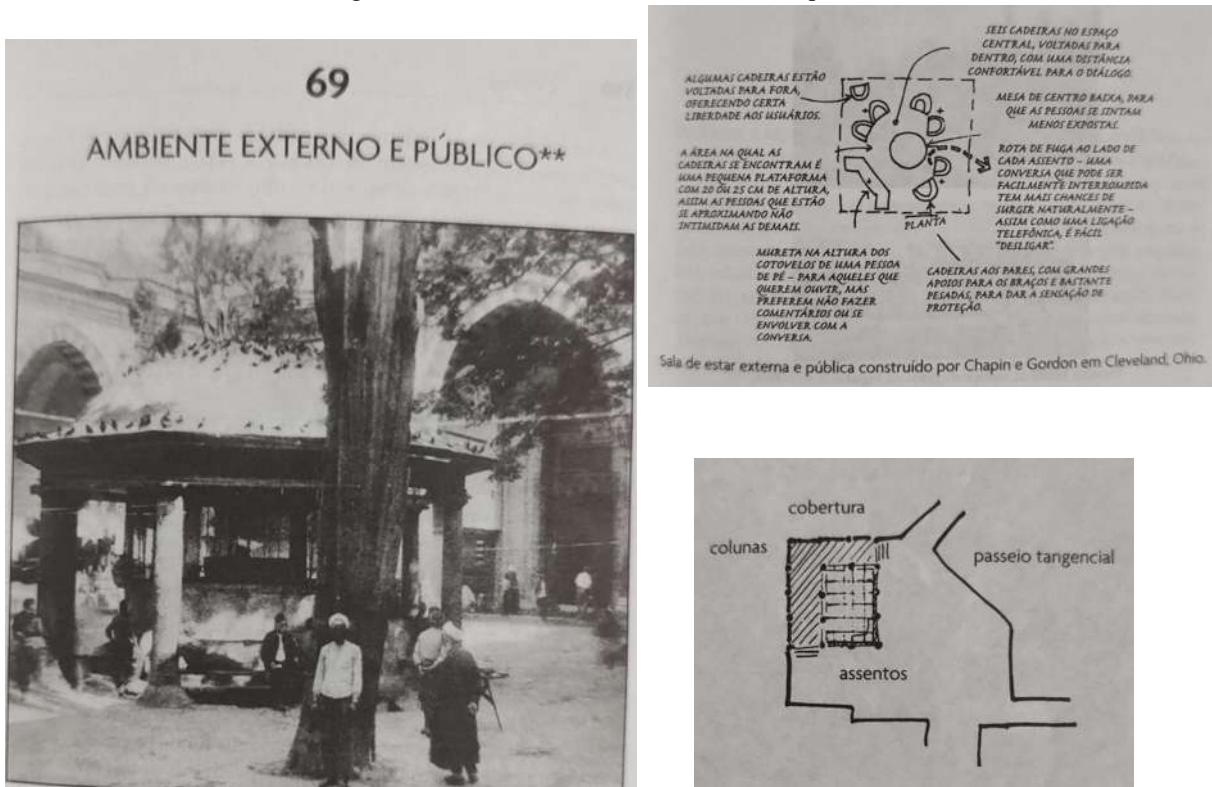 69
AMBIENTE EXTERNO E PÚBLICO**
SEIS CADEIRAS NO ESPAÇO
CENTRAL, VOLTADAS PARA
DENTRO, COM UMA DISTÂNCIA
CONFORTÁVEL PARA O DIÁLOGO.
ALGUMAS CADEIRAS ESTÃO
VOLTADAS PARA FORA,
OFERECENDO CERTA
LIBERDADE AOS USUÁRIOS.
MESA DE CENTRO BAIXA, PARA
QUE AS PESSOAS SE SINTAM
MENOS EXPOSTAS.
A ÁREA NA QUAL AS
CADEIRAS SE ENCONTRAM É
UMA PEQUENA PLATAFORMA
COM 20 OU 25 CM DE ALTURA,
ASSIM AS PESSOAS QUE ESTÃO
SE APROXIMANDO NÃO
INTIMIDAM AS DEMAIS.
ROTA DE FUGA AO LADO DE
CADA ASSENTO – UMA
CONVERSA QUE PODE SER
FACILMENTE INTERROMPIDA
TEM MAIS CHANCES DE
SURGIR NATURALMENTE –
ASSIM COMO UMA LIGAÇÃO
TELEFÔNICA, É FÁCIL
"DESLIGAR".
PLANTA
MURETA NA ALTURA DOS
COTOVELOS DE UMA PESSOA
DE PÉ – PARA AQUELES QUE
QUEREM OUVIR, MAS
PREFEREM NÃO FAZER
COMENTÁRIOS OU SE
ENVOLVER COM A
CONVERSA.
CADEIRAS AOS PARES, COM GRANDES
APOIOS PARA OS BRAÇOS E BASTANTE
PESADAS, PARA DAR A SENSAÇÃO DE
PROTEÇÃO.
Sala de estar externa e pública construído por Chapin e Gordon em Cleveland, Ohio.
cobertura
colunas
passeio tangencial
assentos